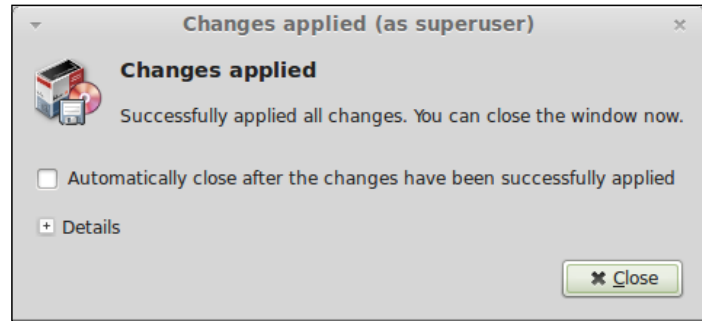 Changes applied (as superuser)
Changes applied
Successfully applied all changes. You can close the window now.
Automatically close after the changes have been successfully applied
Details
Close